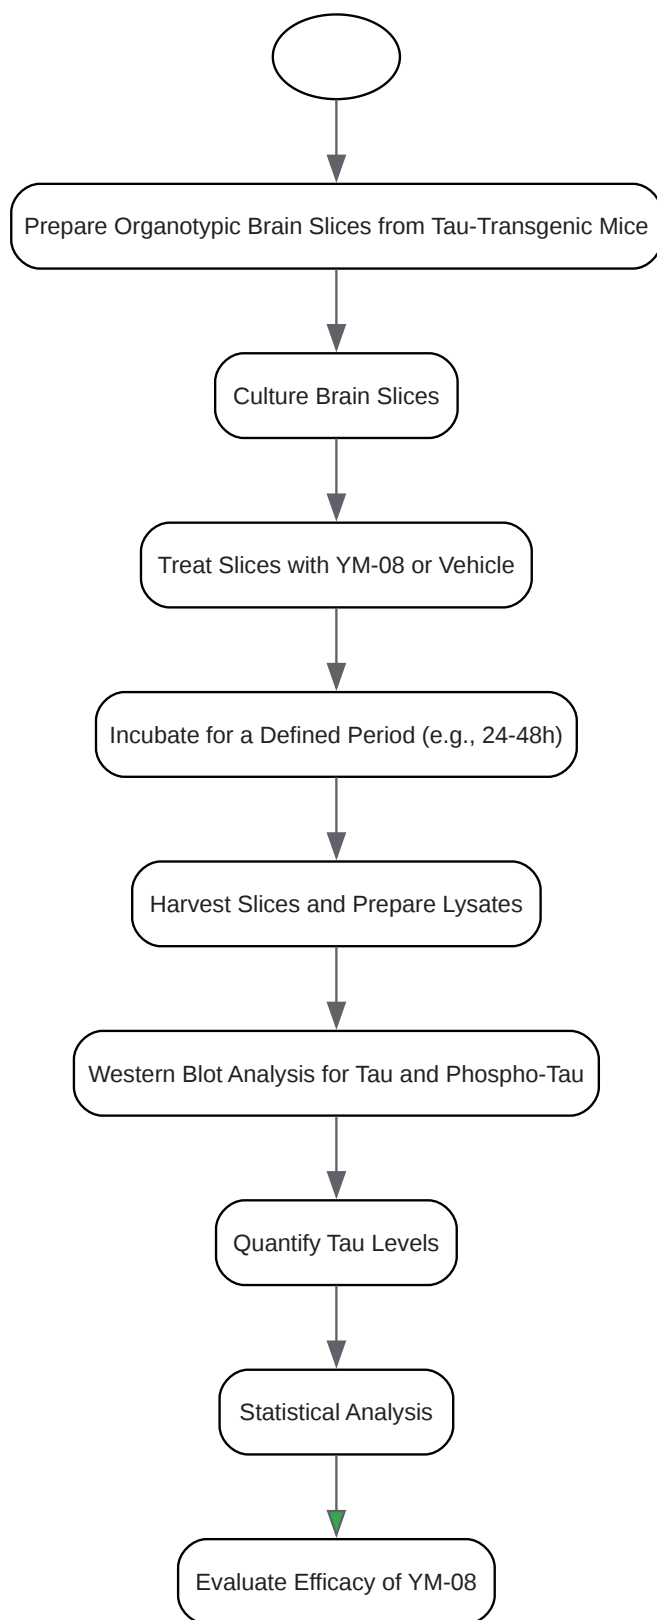 Prepare Organotypic Brain Slices from Tau-Transgenic Mice
Culture Brain Slices
Treat Slices with YM-08 or Vehicle
Incubate for a Defined Period (e.g., 24-48h)
Harvest Slices and Prepare Lysates
Western Blot Analysis for Tau and Phospho-Tau
Quantify Tau Levels
Statistical Analysis
Evaluate Efficacy of YM-08